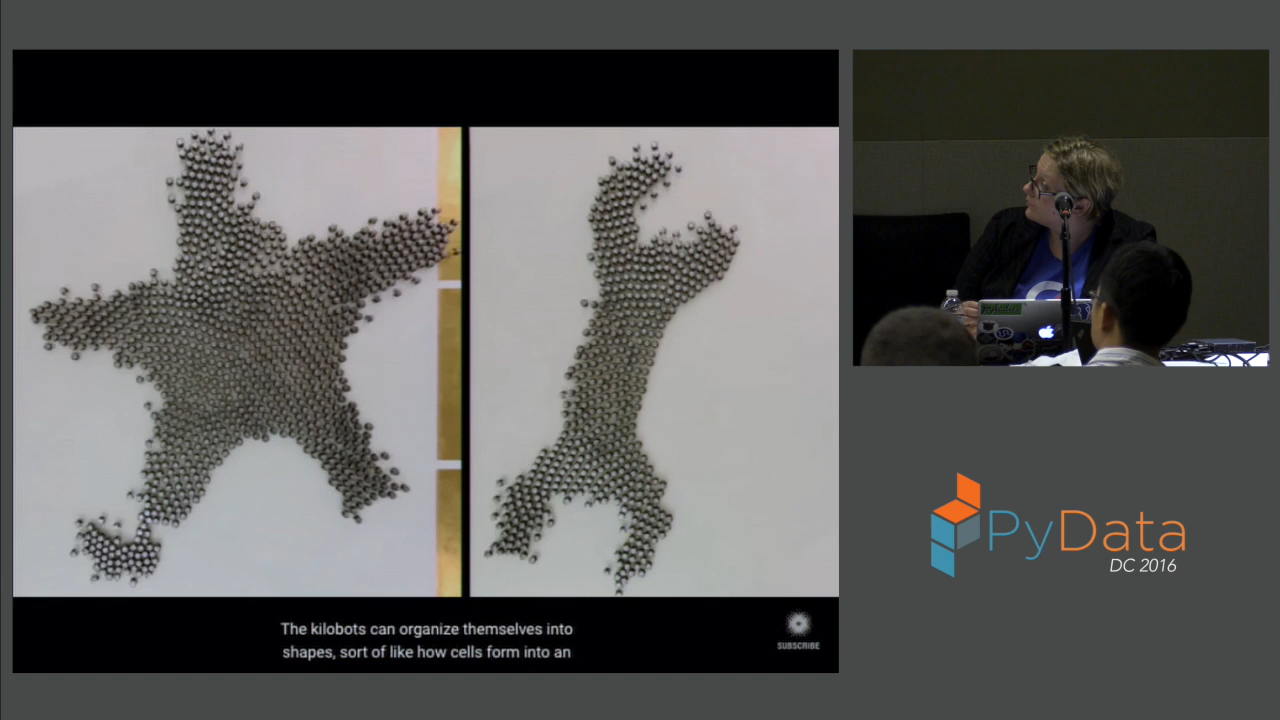 The kilobots can organize themselves into
shapes, sort of like how cells form into an
SUBSCRIBE
PyData
DC 2016